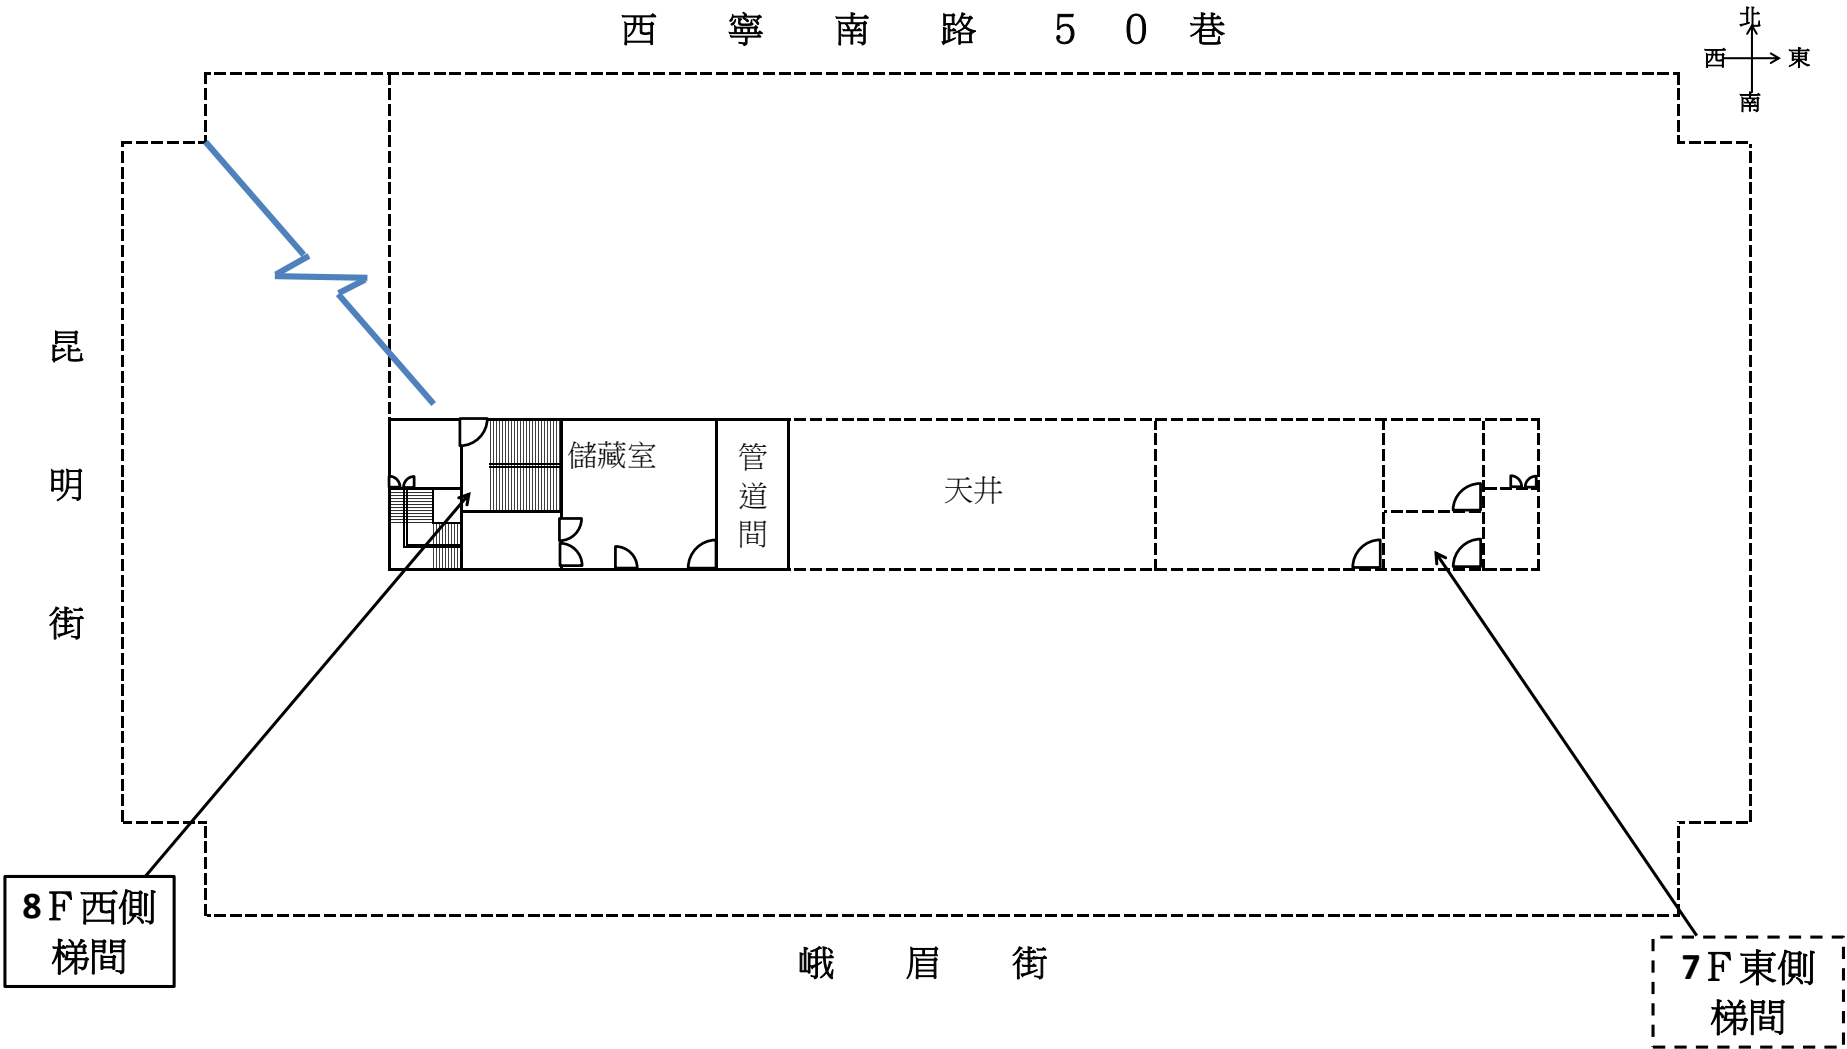 西寧南路５０巷
北
西 東
南
昆明街
儲藏室
管道間
天井
8Ｆ西側
梯間
峨眉街
7Ｆ東側
梯間